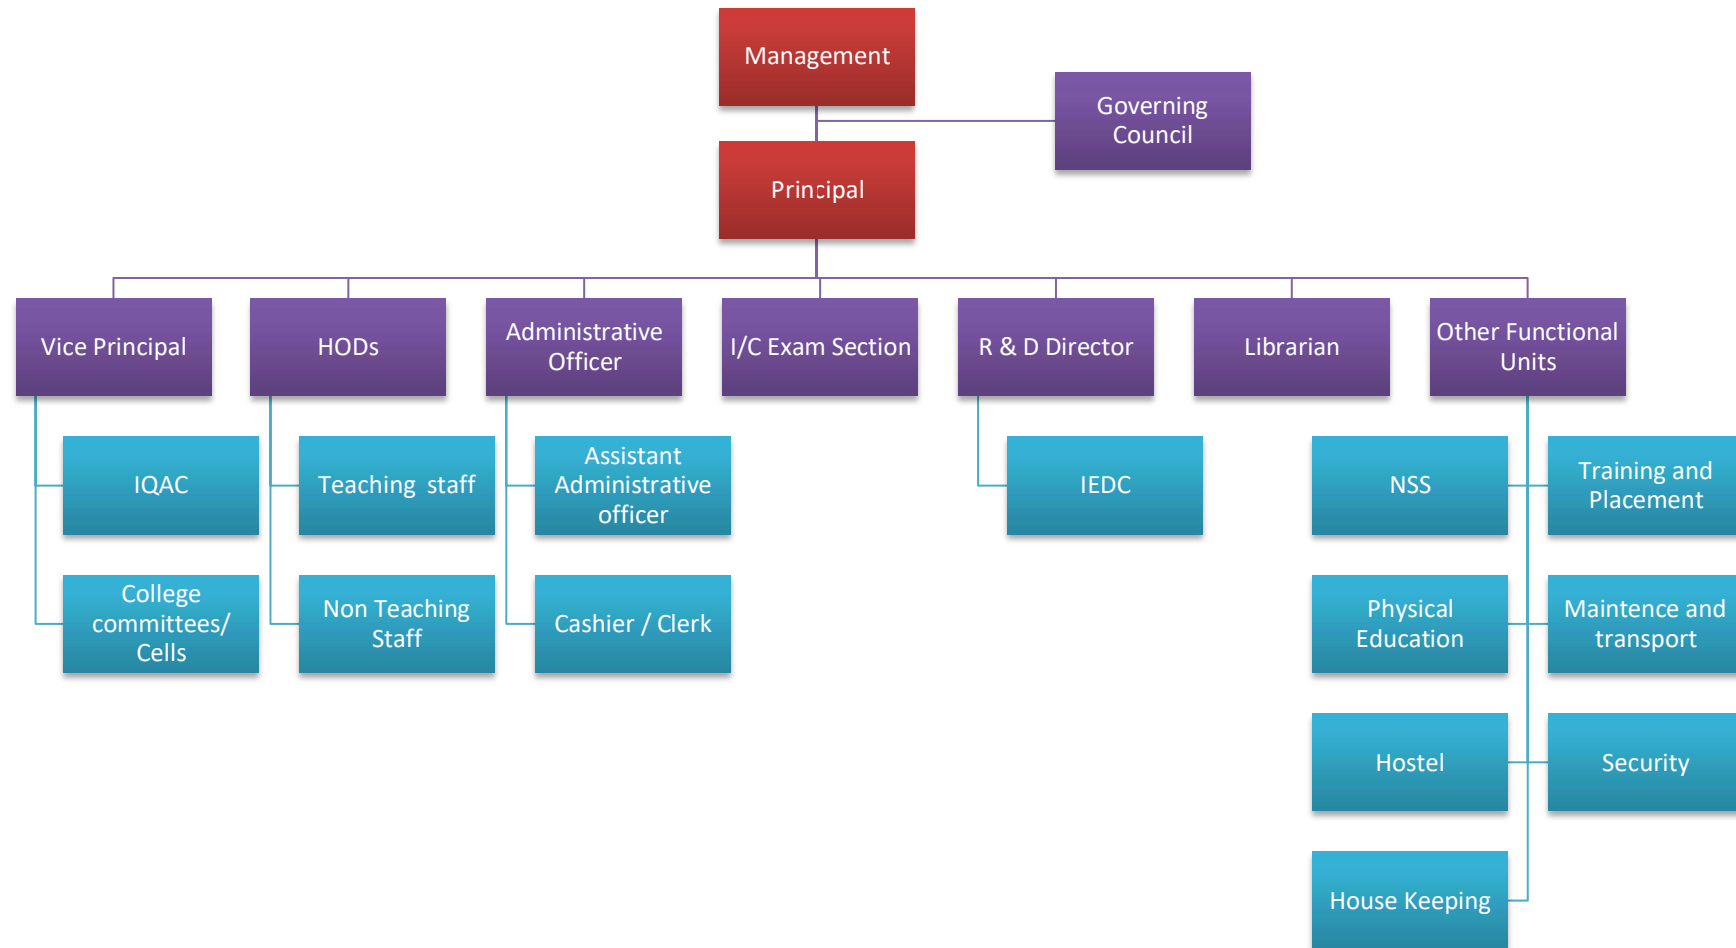 Management
Governing
Council
Principal
Vice Principal
HODs
Administrative
Officer
I/C Exam Section
R & D Director
Librarian
Other Functional
Units
IQAC
Teaching  staff
Assistant
Administrative
officer
IEDC
NSS
Training and
Placement
College
committees/
Cells
Non Teaching
Staff
Cashier / Clerk
Physical
Education
Maintence and
transport
Hostel
Security
House Keeping